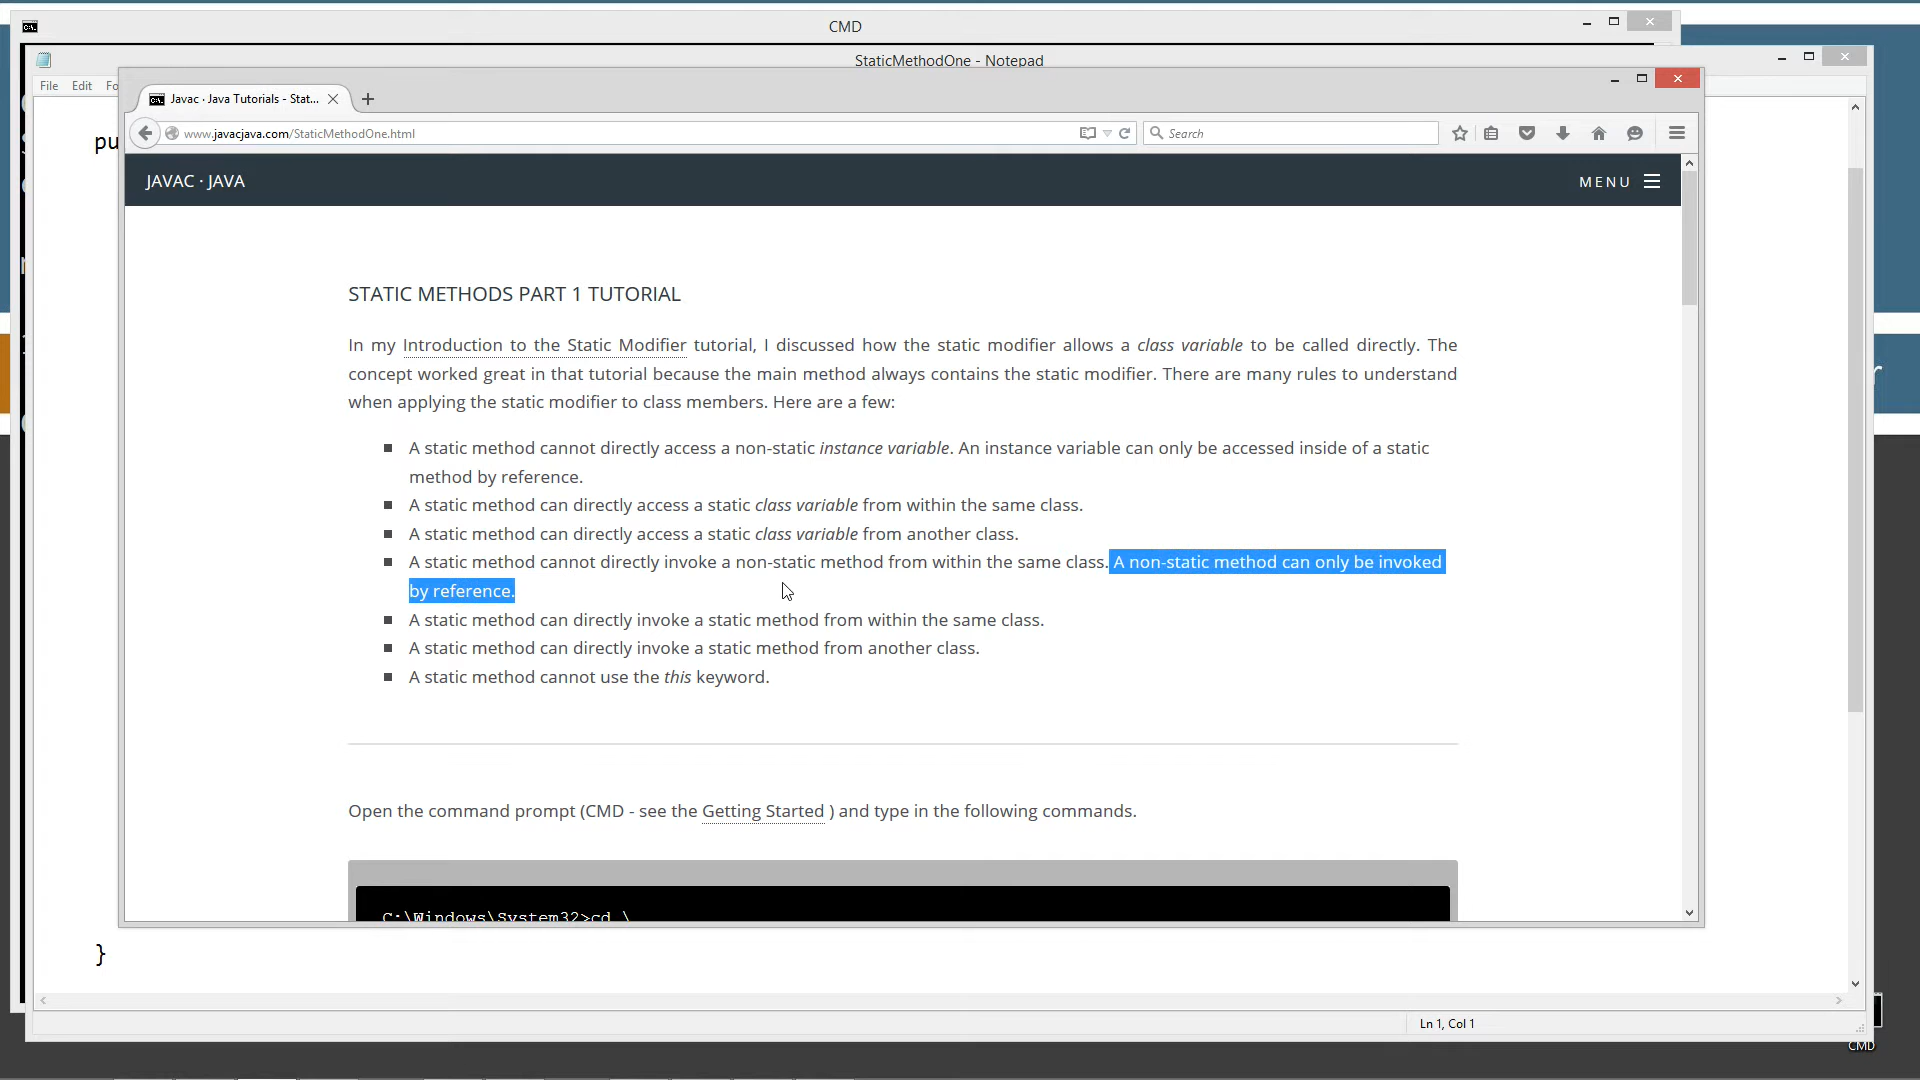 CMD
StaticMethodOne - Notepad
File Edit Fo
Javac · Java Tutorials - Stat...
www.javacjava.com/StaticMethodOne.html
Search
pu
JAVAC · JAVA
MENU
STATIC METHODS PART 1 TUTORIAL
In my Introduction to the Static Modifier tutorial, I discussed how the static modifier allows a class variable to be called directly. The
concept worked great in that tutorial because the main method always contains the static modifier. There are many rules to understand
when applying the static modifier to class members. Here are a few:
A static method cannot directly access a non-static instance variable. An instance variable can only be accessed inside of a static
method by reference.
A static method can directly access a static class variable from within the same class.
A static method can directly access a static class variable from another class.
A static method cannot directly invoke a non-static method from within the same class. A non-static method can only be invoked
by reference.
A static method can directly invoke a static method from within the same class.
A static method can directly invoke a static method from another class.
A static method cannot use the this keyword.
Open the command prompt (CMD - see the Getting Started ) and type in the following commands.
C:\Windows\System32>cd \
}
Ln 1, Col 1
CMD